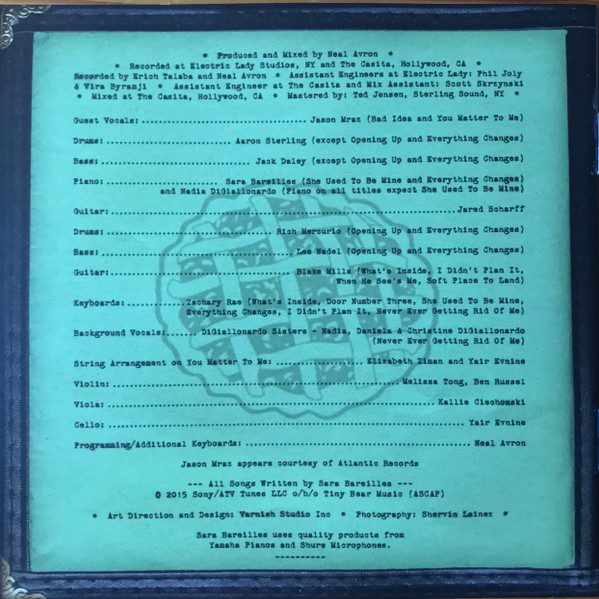 * Produced and Mixed by Neal Avron *
* Recorded at Electric Lady Studios, NY and The Casita, Hollywood, CA *
Recorded by Erich Talaba and Neal Avron * Assistant Engineers at Electric Lady: Phil Joly
& Vira Byramji * Assistant Engineer at The Casita and Mix Assistant: Scott Skrzynski
* Mixed at The Casita, Hollywood, CA * Mastered by: Ted Jensen, Sterling Sound, NY *
Guest Vocals: Jason Mraz (Bad Idea and You Matter To Me)
Drums: Aaron Sterling (except Opening Up and Everything Changes)
Bass: Jack Daley (except Opening Up and Everything Changes)
Piano: Sara Bareilles (She Used To Be Mine and Everything Changes)
and Nadia DiGiallonardo (Piano on all titles expect She Used To Be Mine)
Guitar: Jared Scharff
Drums: Rich Mercurio (Opening Up and Everything Changes)
Bass: Lee Nadel (Opening Up and Everything Changes)
Guitar: Blake Mills (What's Inside, I Didn't Plan It,
When He Sees's Me, Soft Place To Land)
Keyboards: Zachary Rae (What's Inside, Door Number Three, She Used To Be Mine,
Everything Changes, I Didn't Plan It, Never Ever Getting Rid Of Me)
Background Vocals: DiGiallonardo Sisters - Nadia, Daniela & Christine DiGiallonardo
(Never Ever Getting Rid Of Me)
String Arrangement on You Matter To Me: Elizabeth Ziman and Yair Evnine
Violin: Melissa Tong, Ben Russel
Viola: Kallie Ciechomski
Cello: Yair Evnine
Programming/Additional Keyboards: Neal Avron
Jason Mraz appears courtesy of Atlantic Records
--- All Songs Written by Sara Bareilles ---
© 2015 Sony/ATV Tunes LLC o/b/o Tiny Bear Music (ASCAP)
* Art Direction and Design: Varnish Studio Inc * Photography: Shervin Lainez *
Sara Bareilles uses quality products from
Yamaha Pianos and Shure Microphones.
----------